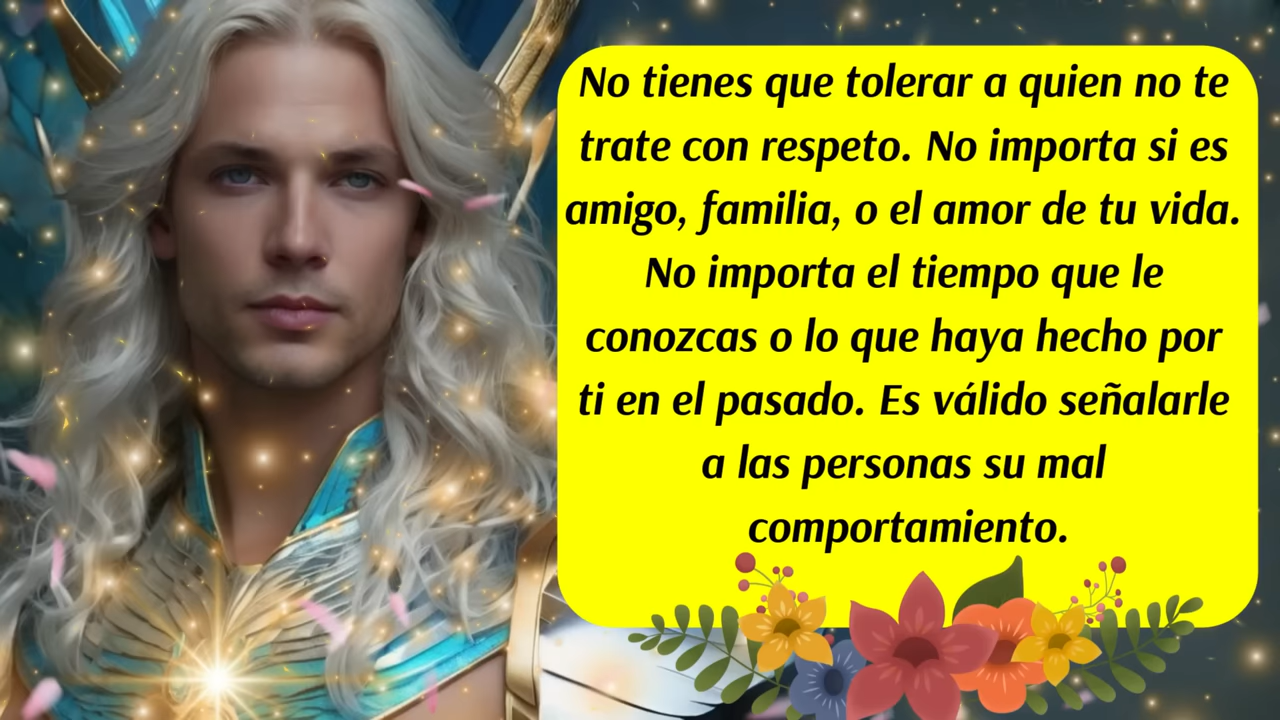 No tienes que tolerar a quien no te
trate con respeto. No importa si es
amigo, familia, o el amor de tu vida.
No importa el tiempo que le
conozcas o lo que haya hecho por
ti en el pasado. Es válido señalarle
a las personas su mal
comportamiento.